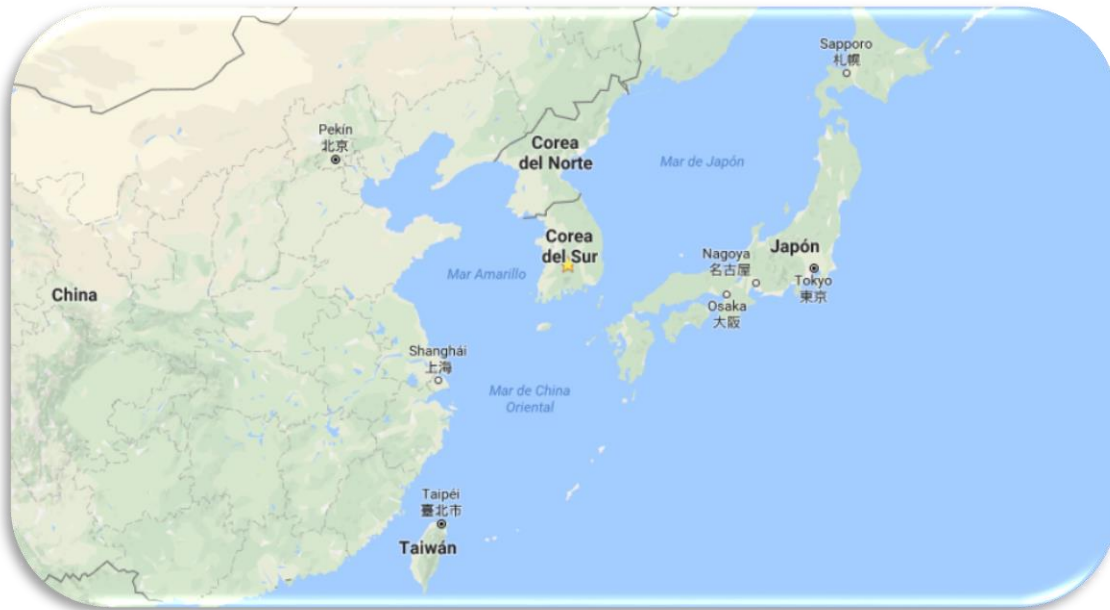 Sapporo
札幌
Pekín
北京
Corea
del Norte
Mar de Japón
Corea
del Sur
Nagoya
名古屋
Japón
Mar Amarillo
Tokyo
東京
China
Osaka
大阪
Shanghái
上海
Mar de China
Oriental
Taipéi
臺北市
Taiwán